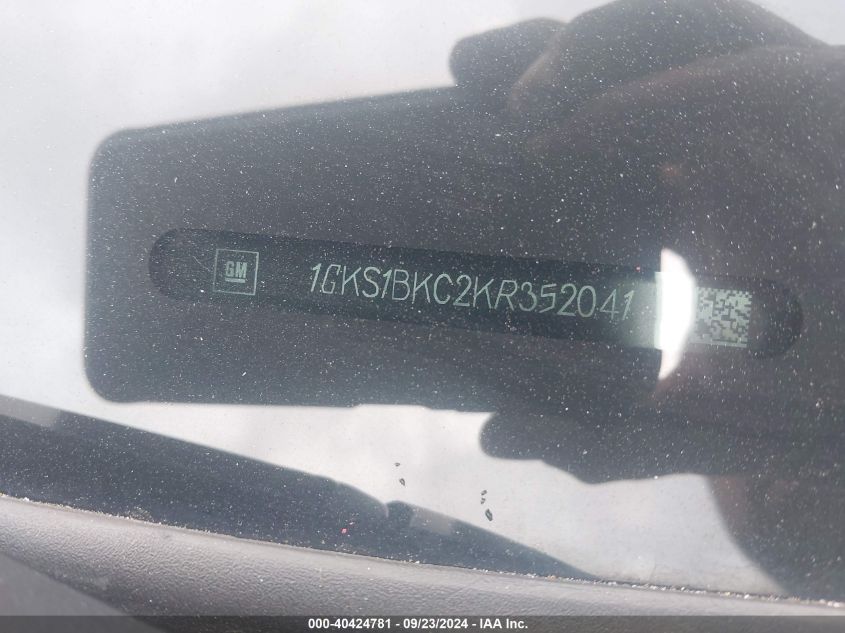 GM 1GKS1BKC2KR352041
000-40424781 - 09/23/2024 - IAA Inc.